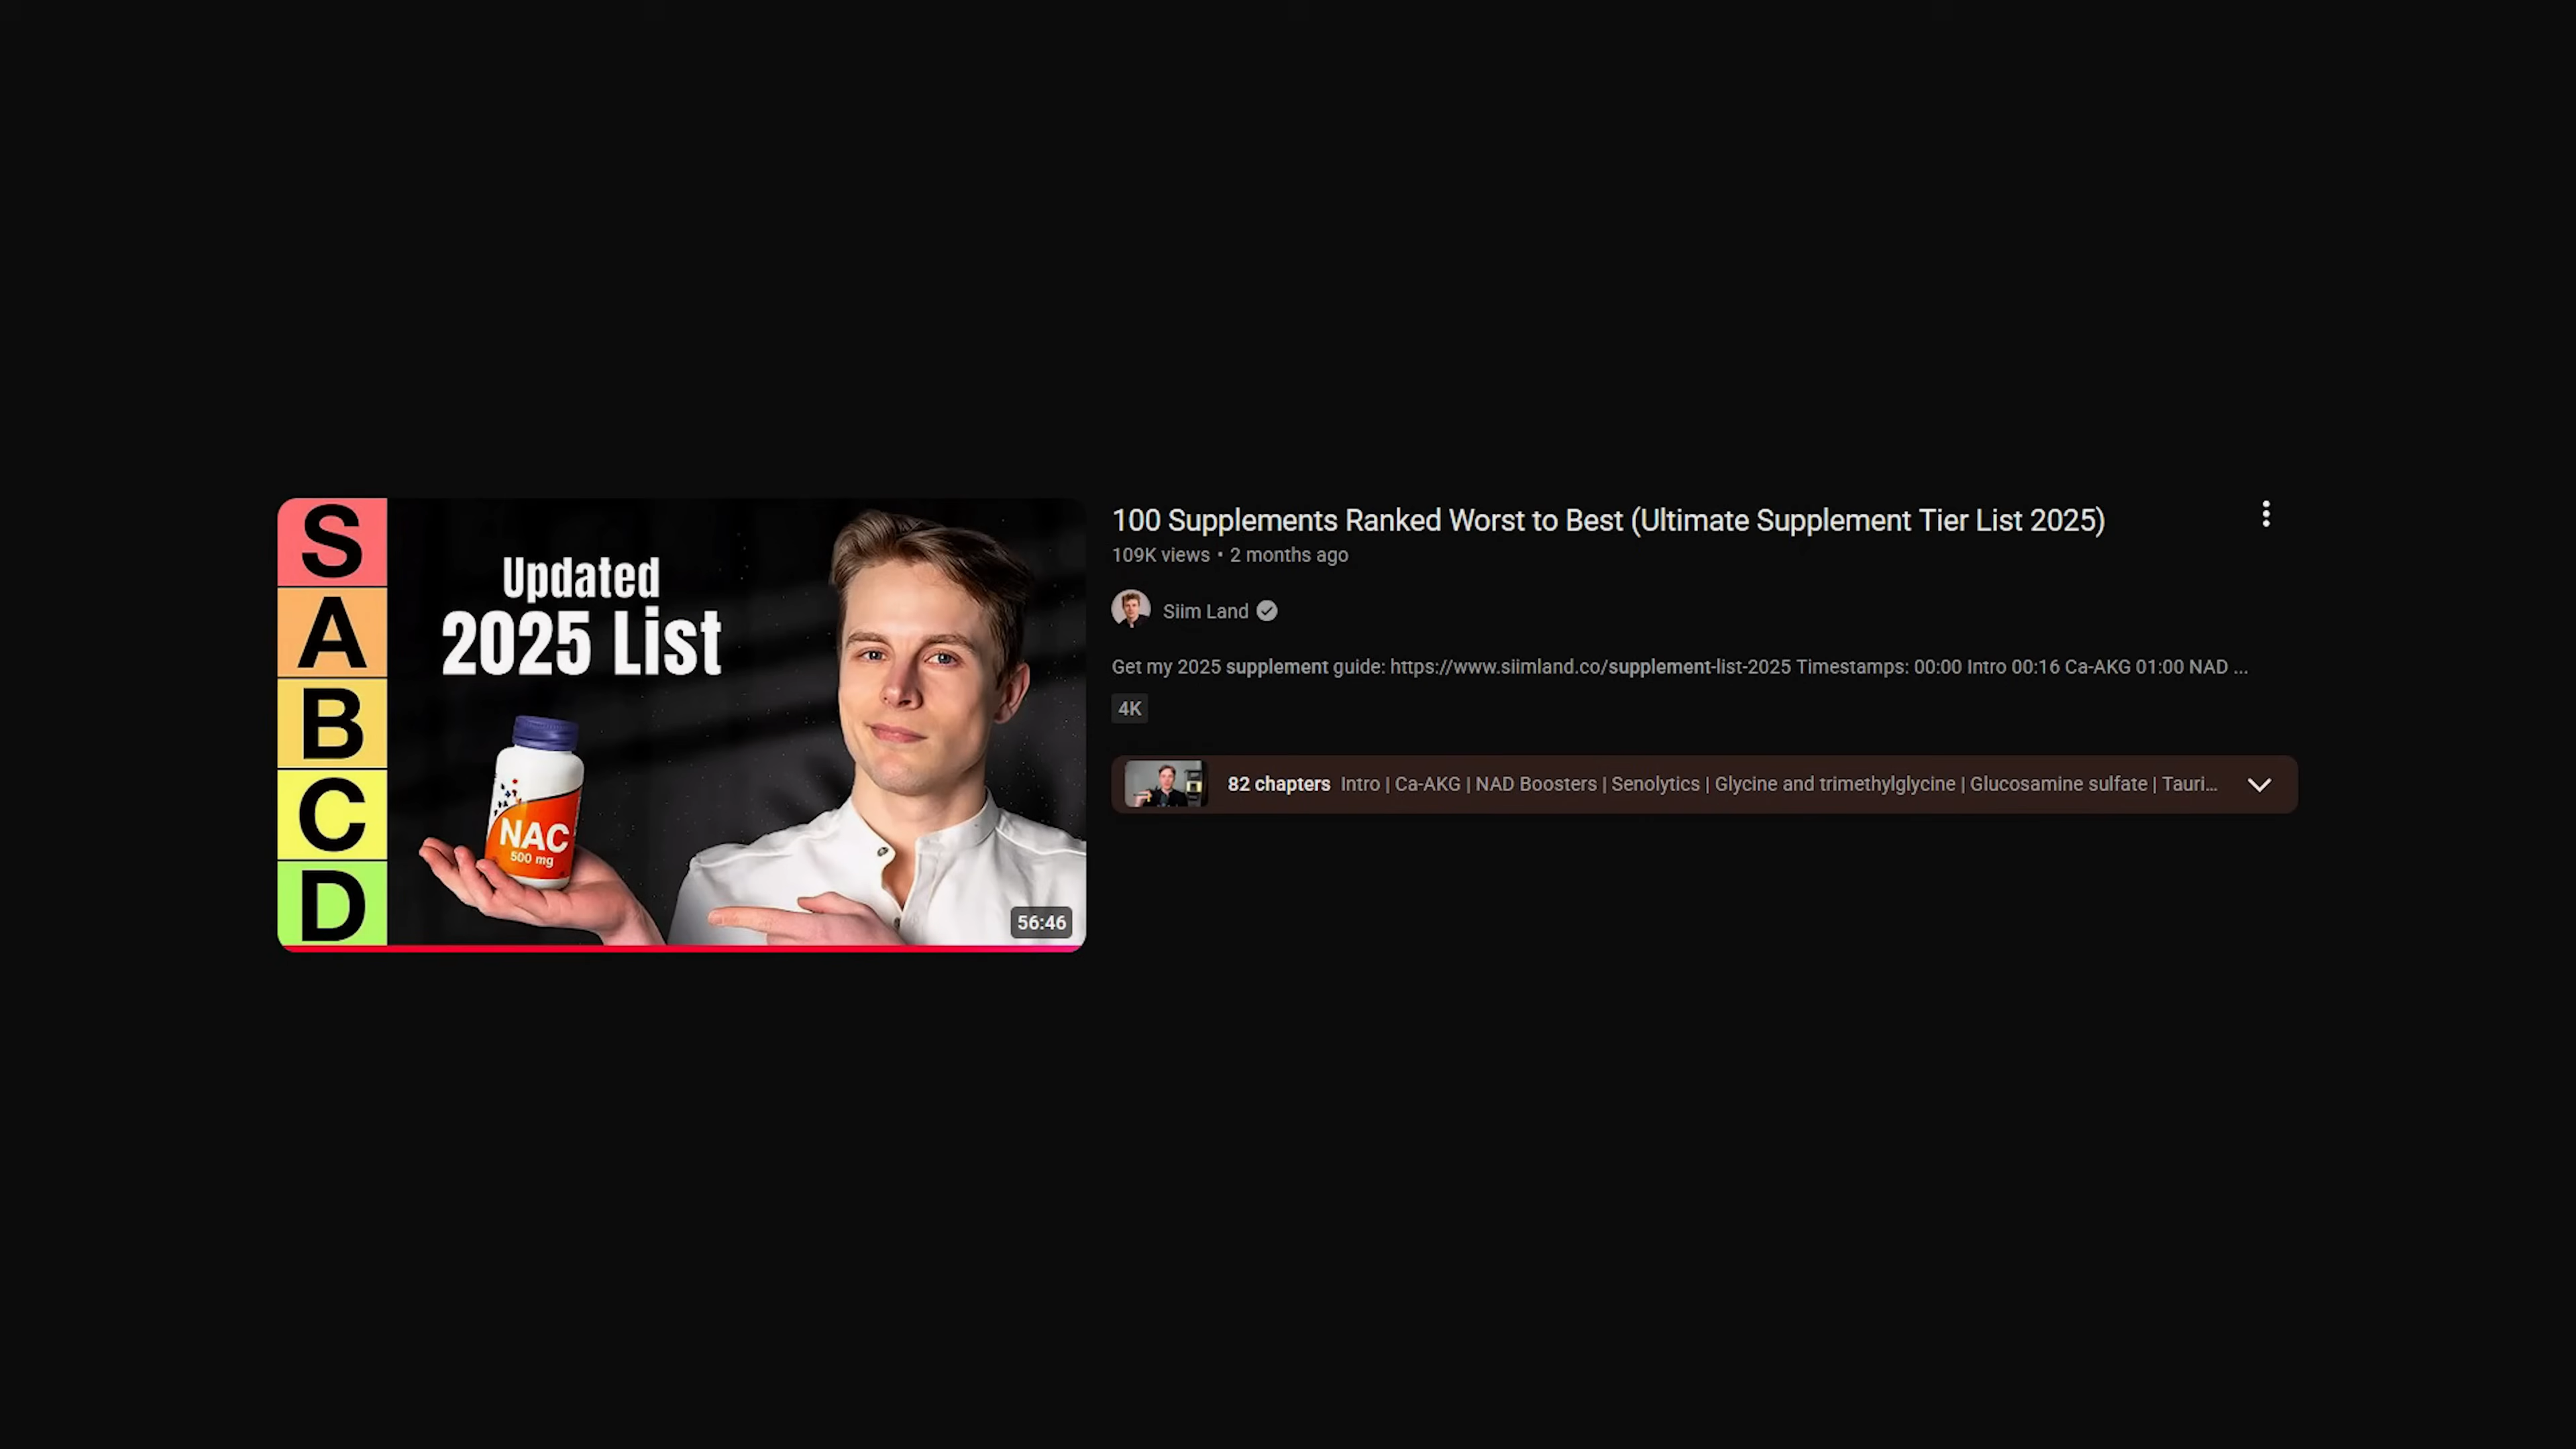 S
A
B
C
D
Updated
2025 List
NAC
500 mg
56:46
100 Supplements Ranked Worst to Best (Ultimate Supplement Tier List 2025)
109K views • 2 months ago
Siim Land
Get my 2025 supplement guide: https://www.siimland.co/supplement-list-2025 Timestamps: 00:00 Intro 00:16 Ca-AKG 01:00 NAD ...
4K
82 chapters Intro | Ca-AKG | NAD Boosters | Senolytics | Glycine and trimethylglycine | Glucosamine sulfate | Tauri...